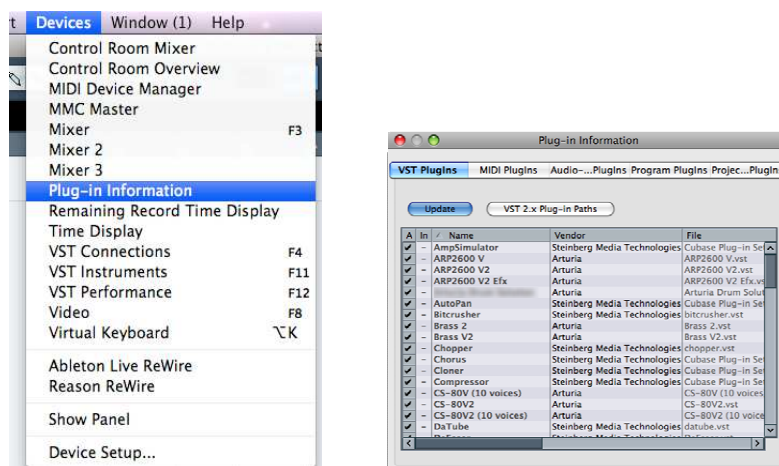 Devices Window (1) Help
Control Room Mixer
Control Room Overview
MIDI Device Manager
MMC Master
Mixer F3
Mixer 2
Mixer 3
Plug-in Information
Remaining Record Time Display
Time Display
VST Connections F4
VST Instruments F11
VST Performance F12
Video F8
Virtual Keyboard ⌥K
Ableton Live ReWire
Reason ReWire
Show Panel
Device Setup...
Plug-in Information
VST PlugIns MIDI PlugIns Audio-...PlugIns Program PlugIns Projec...PlugIn
Update VST 2.x Plug-in Paths
A In Name Vendor File
AmpSimulator Steinberg Media Technologies Cubase Plug-in Set
ARP2600 V Arturia ARP2600 V.vst
ARP2600 V2 Arturia ARP2600 V2.vst
ARP2600 V2 Efx Arturia ARP2600 V2 Efx.vs
Arturia Arturia Drum Solut
AutoPan Steinberg Media Technologies Cubase Plug-in Set
Bitcrusher Steinberg Media Technologies bitcrusher.vst
Brass 2 Arturia Brass 2.vst
Brass V2 Arturia Brass V2.vst
Chopper Steinberg Media Technologies chopper.vst
Chorus Steinberg Media Technologies Cubase Plug-in Set
Cloner Steinberg Media Technologies Cubase Plug-in Set
Compressor Steinberg Media Technologies Cubase Plug-in Set
CS-80V (10 voices) Arturia CS-80V (10 voices
CS-80V2 Arturia CS-80V2.vst
CS-80V2 (10 voices) Arturia CS-80V2 (10 voice
DaTube Steinberg Media Technologies datube.vst